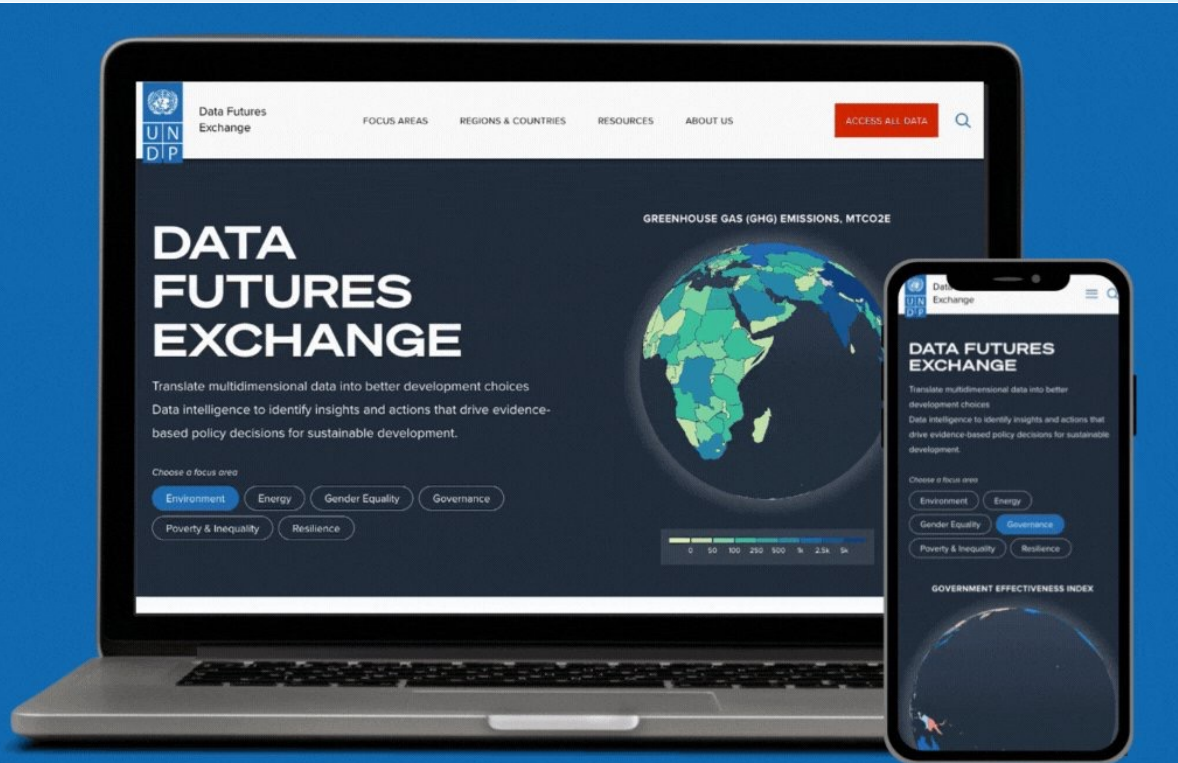 UN
DP
Data Futures
Exchange
FOCUS AREAS
REGIONS & COUNTRIES
RESOURCES
ABOUT US
ACCESS ALL DATA
DATA
FUTURES
EXCHANGE
Translate multidimensional data into better development choices
Data intelligence to identify insights and actions that drive evidence-
based policy decisions for sustainable development.
Choose a focus area
Environment
Energy
Gender Equality
Governance
Poverty & Inequality
Resilience
GREENHOUSE GAS (GHG) EMISSIONS, MTCO2E
0 50 100 250 500 1k 2.5k 5k
UN
DP
Data
Exchange
DATA FUTURES
EXCHANGE
Translate multidimensional data into better
development choices
Data intelligence to identify insights and actions that
drive evidence-based policy decisions for sustainable
development.
Choose a focus area
Environment
Energy
Gender Equality
Governance
Poverty & Inequality
Resilience
GOVERNMENT EFFECTIVENESS INDEX